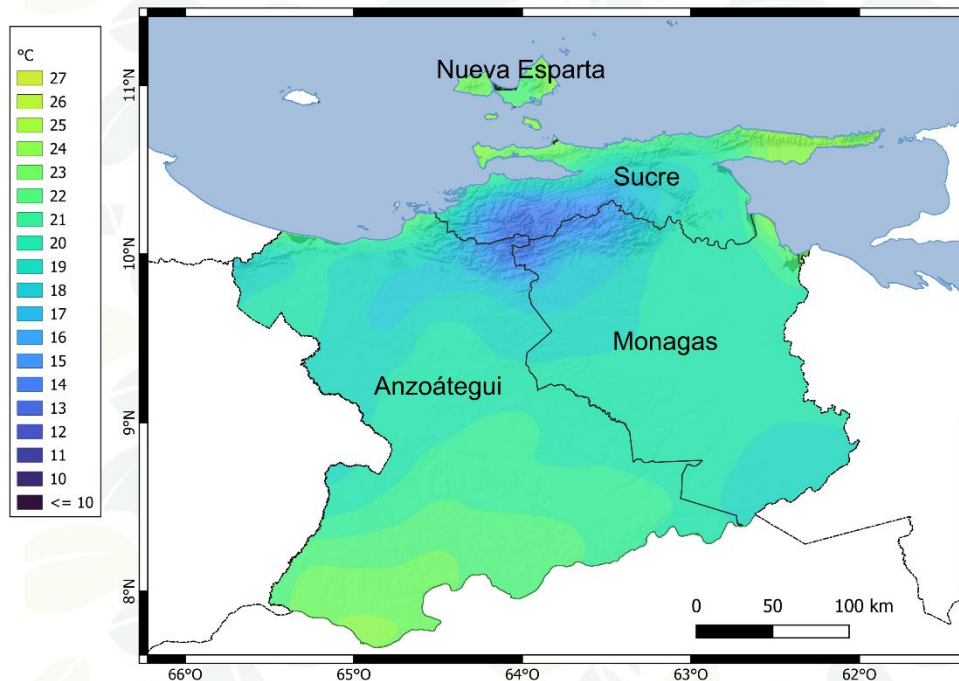 °C
27
26
25
24
23
22
21
20
19
18
17
16
15
14
13
12
11
10
<= 10
11°N
10°N
9°N
8°N
Nueva Esparta
Sucre
Monagas
Anzoátegui
0 50 100 km
66°O 65°O 64°O 63°O 62°O